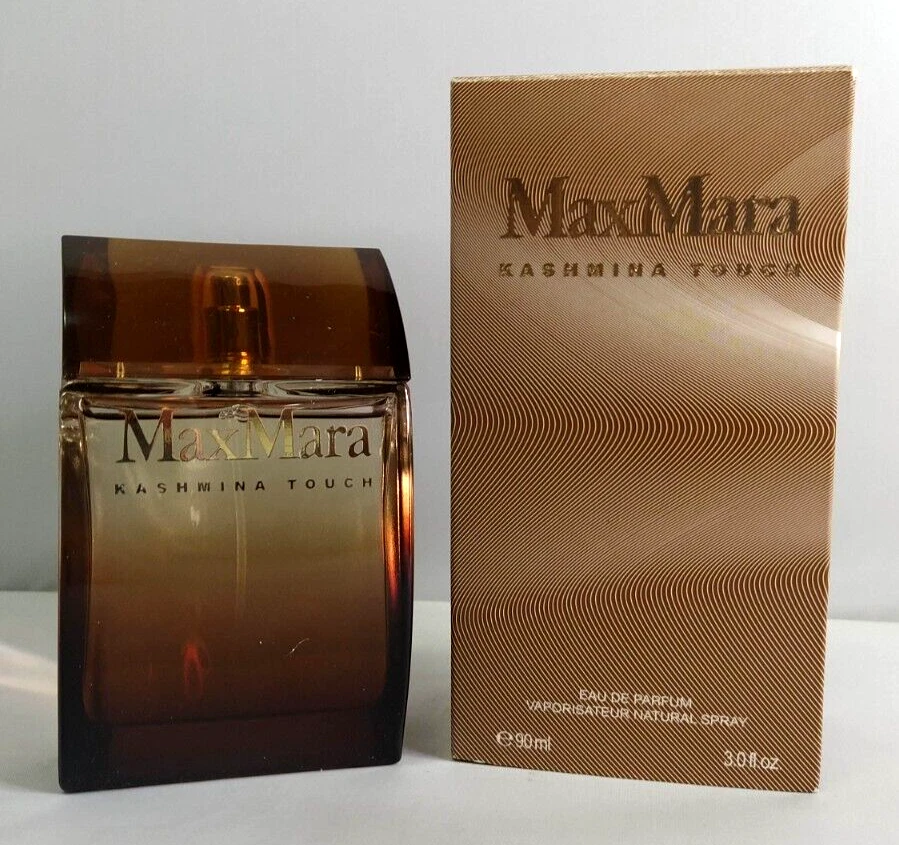 MaxMara
KASHMINA TOUCH
MaxMara
KASHMINA TOUCH
EAU DE PARFUM
VAPORISATEUR NATURAL SPRAY
℮90ml
3.0 fl oz